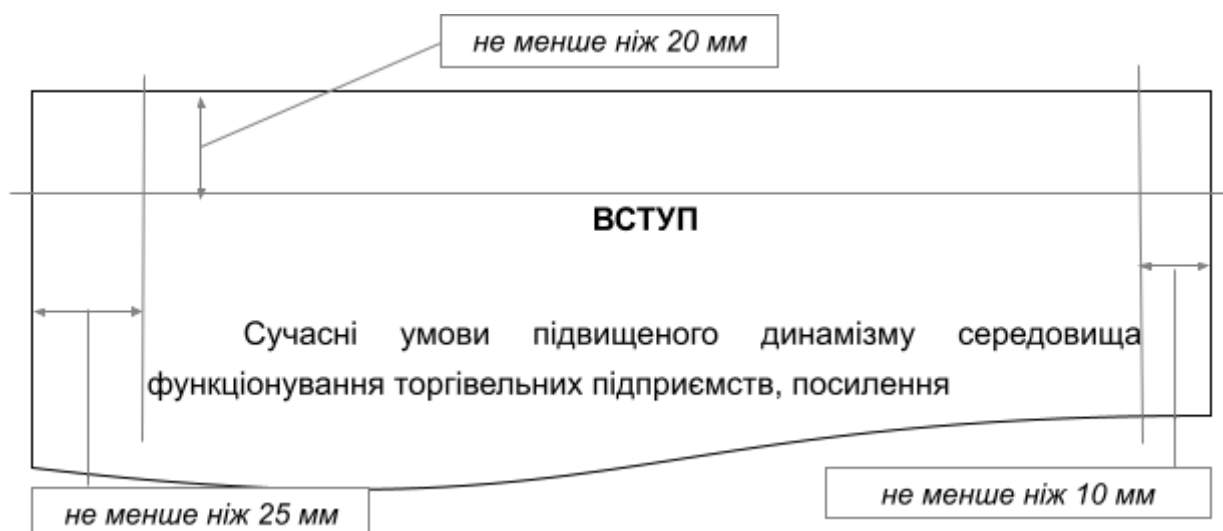 не менше ніж 20 мм
ВСТУП
Сучасні умови підвищеного динамізму середовища
функціонування торгівельних підприємств, посилення
не менше ніж 25 мм
не менше ніж 10 мм